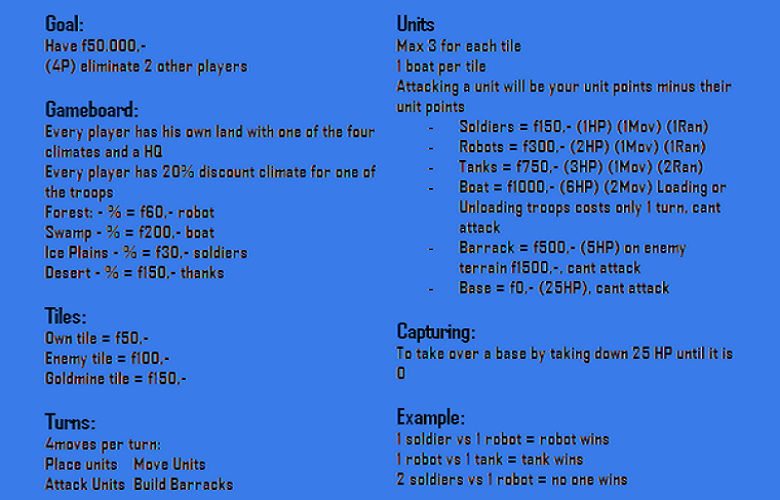 Goal:
Have f50.000,-
(4P) eliminate 2 other players
Gameboard:
Every player has his own land with one of the four
climates and a HQ
Every player has 20% discount climate for one of
the troops
Forest: - % = f60,- robot
Swamp - % = f200,- boat
Ice Plains - % = f30,- soldiers
Desert - % = f150,- thanks
Tiles:
Own tile = f50,-
Enemy tile = f100,-
Goldmine tile = f150,-
Turns:
4moves per turn:
Place units Move Units
Attack Units Build Barracks
Units
Max 3 for each tile
1 boat per tile
Attacking a unit will be your unit points minus their
unit points
- Soldiers = f150,- (1HP) (1Mov) (1Ran)
- Robots = f300,- (2HP) (1Mov) (1Ran)
- Tanks = f750,- (3HP) (1Mov) (2Ran)
- Boat = f1000,- (6HP) (2Mov) Loading or
Unloading troops costs only 1 turn, cant
attack
- Barrack = f500,- (5HP) on enemy
terrain f1500,-, cant attack
- Base = f0,- (25HP), cant attack
Capturing:
To take over a base by taking down 25 HP until it is
0
Example:
1 soldier vs 1 robot = robot wins
1 robot vs 1 tank = tank wins
2 soldiers vs 1 robot = no one wins